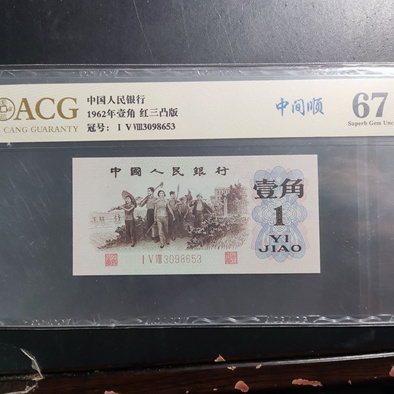 ACG
CANG GUARANTY
中国人民银行
1962年壹角 红三凸版
冠号: I V VIII3098653
中间顺
67
Superb Gem Unc
中國人民銀行
壹角
1
YI
JIAO
I V VIII3098653